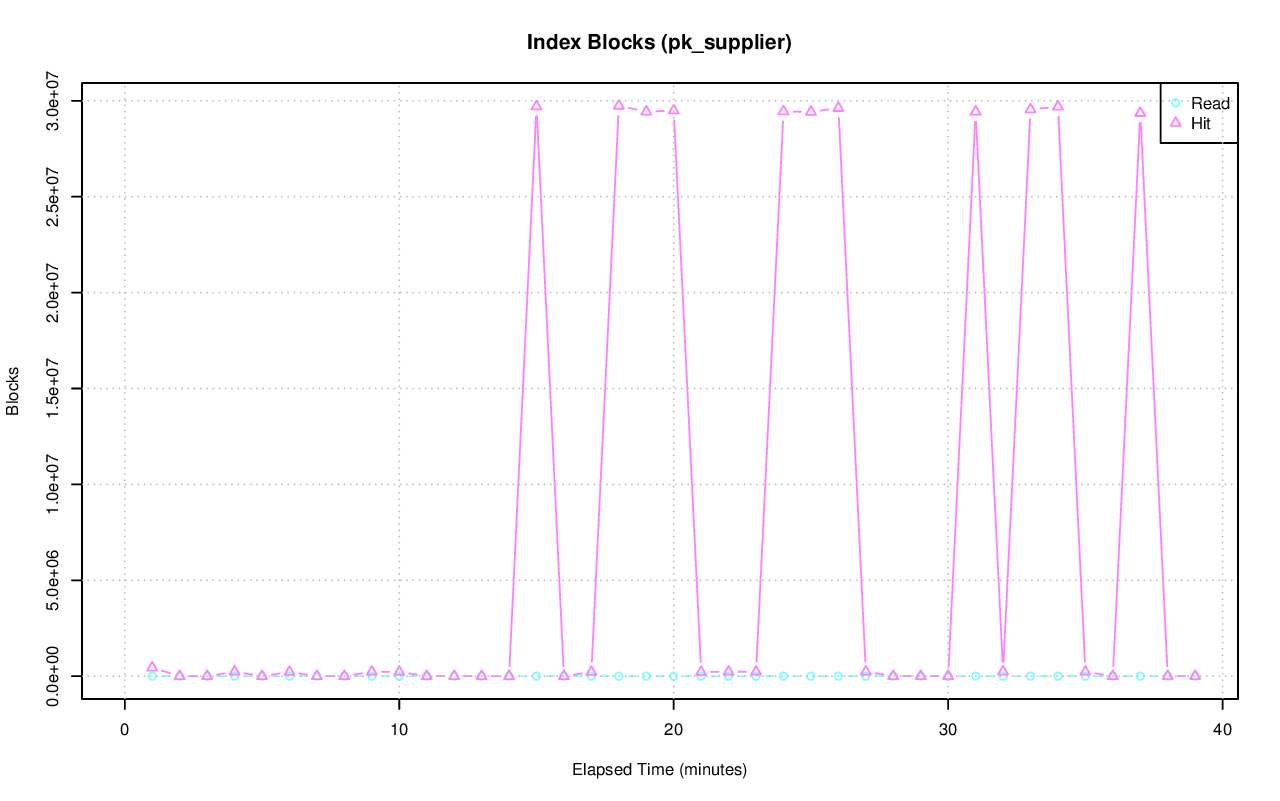 Index Blocks (pk_supplier)
Read
Hit
3.0e+07
2.5e+07
2.0e+07
1.5e+07
1.0e+07
5.0e+06
0.0e+00
Blocks
0 10 20 30 40
Elapsed Time (minutes)